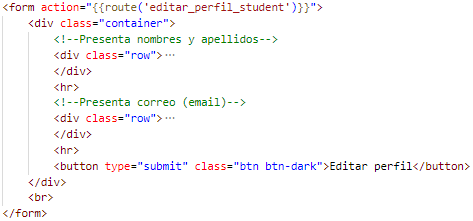 <form action="{{route('editar_perfil_student')}}">
<div class="container">
<!--Presenta nombres y apellidos-->
<div class="row">⋯
</div>
<hr>
<!--Presenta correo (email)-->
<div class="row">⋯
</div>
<hr>
<button type="submit" class="btn btn-dark">Editar perfil</button>
</div>
<br>
</form>